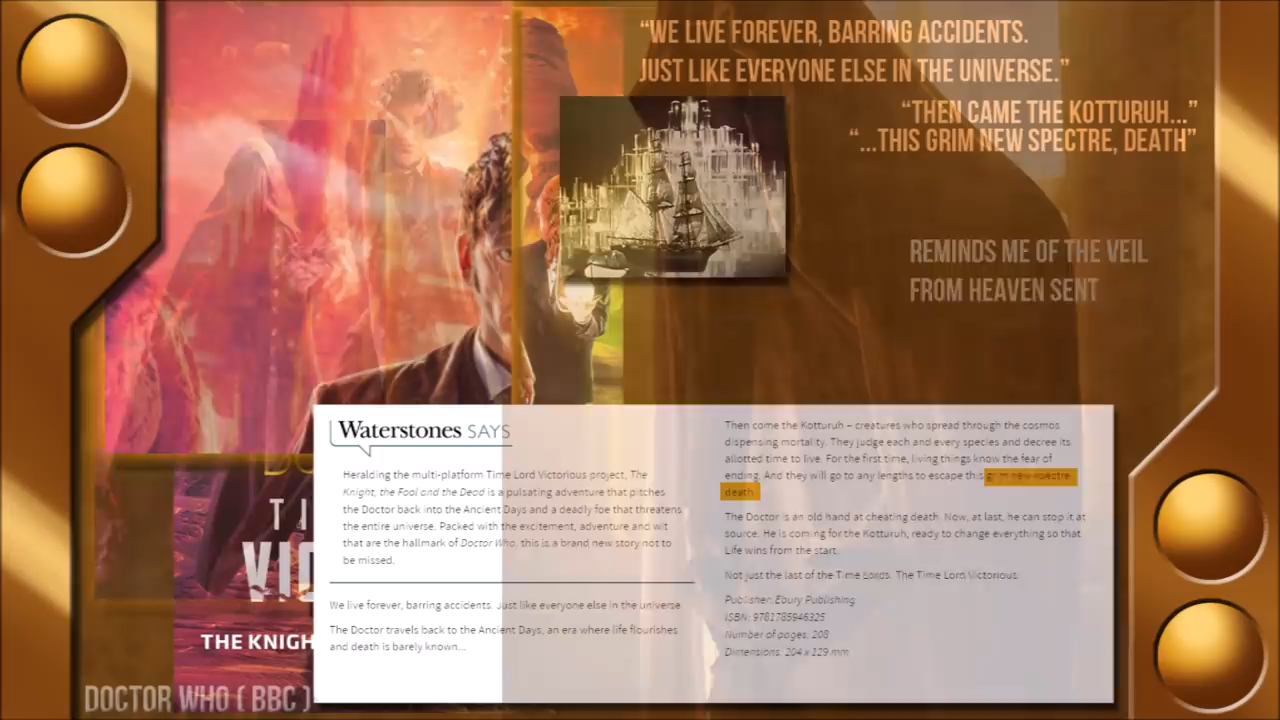 “WE LIVE FOREVER, BARRING ACCIDENTS.
JUST LIKE EVERYONE ELSE IN THE UNIVERSE.”
“THEN CAME THE KOTTURUH...”
“...THIS GRIM NEW SPECTRE, DEATH”
REMINDS ME OF THE VEIL
FROM HEAVEN SENT
Waterstones SAYS
Heralding the multi-platform Time Lord Victorious project, The
Knight, the Fool and the Dead is a pulsating adventure that pitches
the Doctor back into the Ancient Days and a deadly foe that threatens
the entire universe. Packed with the excitement, adventure and wit
that are the hallmark of Doctor Who, this is a brand new story not to
be missed.
We live forever, barring accidents. Just like everyone else in the universe
The Doctor travels back to the Ancient Days, an era where life flourishes
and death is barely known...
Then come the Kotturuh – creatures who spread through the cosmos
dispensing mortality. They judge each and every species and decree its
allotted time to live. For the first time, living things know the fear of
ending. And they will go to any lengths to escape this grim new spectre
death.
The Doctor is an old hand at cheating death. Now, at last, he can stop it at
source. He is coming for the Kotturuh, ready to change everything so that
Life wins from the start.
Not just the last of the Time Lords. The Time Lord Victorious.
Publisher: Ebury Publishing
ISBN: 9781785946325
Number of pages: 208
Dimensions: 204 x 129 mm
TI
VIC
THE KNIGH
DOCTOR WHO ( BBC )